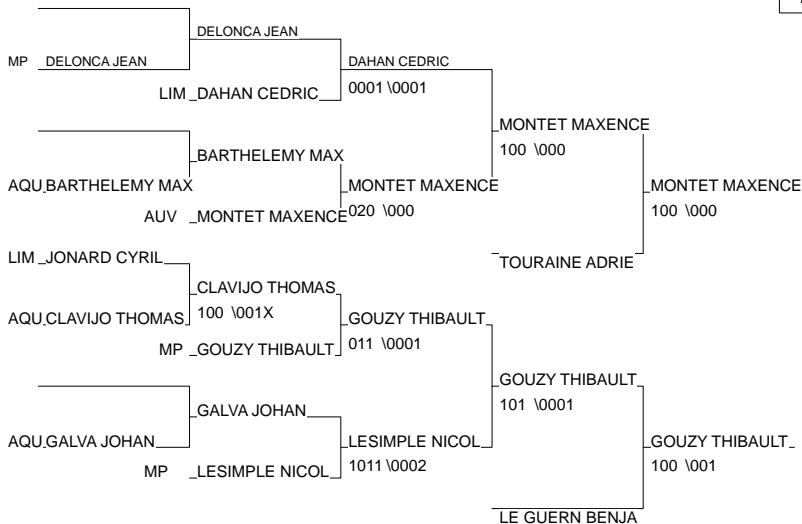 DELONCA JEAN
MP DELONCA JEAN
DAHAN CEDRIC
0001 \0001
LIM DAHAN CEDRIC
MONTET MAXENCE
100 \000
BARTHELEMY MAX
AQU BARTHELEMY MAX
MONTET MAXENCE
020 \000
MONTET MAXENCE
100 \000
AUV MONTET MAXENCE
LIM JONARD CYRIL
TOURAINE ADRIE
CLAVIJO THOMAS
100 \001X
AQU CLAVIJO THOMAS
GOUZY THIBAULT
011 \0001
MP GOUZY THIBAULT
GOUZY THIBAULT
101 \0001
GALVA JOHAN
AQU GALVA JOHAN
LESIMPLE NICOL
1011 \0002
GOUZY THIBAULT
100 \001
MP LESIMPLE NICOL
LE GUERN BENJA